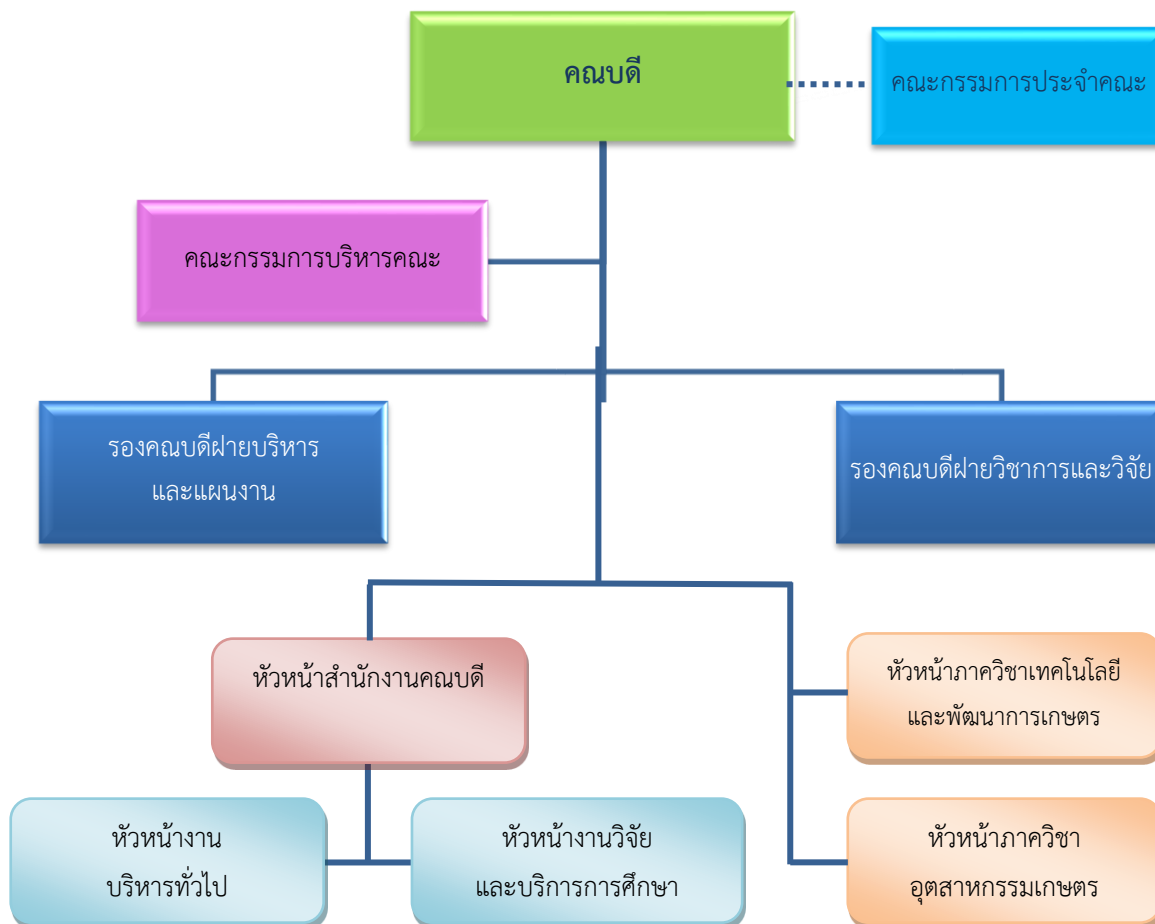 คณบดี
คณะกรรมการประจำคณะ
คณะกรรมการบริหารคณะ
รองคณบดีฝ่ายบริหาร
และแผนงาน
รองคณบดีฝ่ายวิชาการและวิจัย
หัวหน้าสำนักงานคณบดี
หัวหน้าภาควิชาเทคโนโลยี
และพัฒนาการเกษตร
หัวหน้างาน
บริหารทั่วไป
หัวหน้างานวิจัย
และบริการการศึกษา
หัวหน้าภาควิชา
อุตสาหกรรมเกษตร